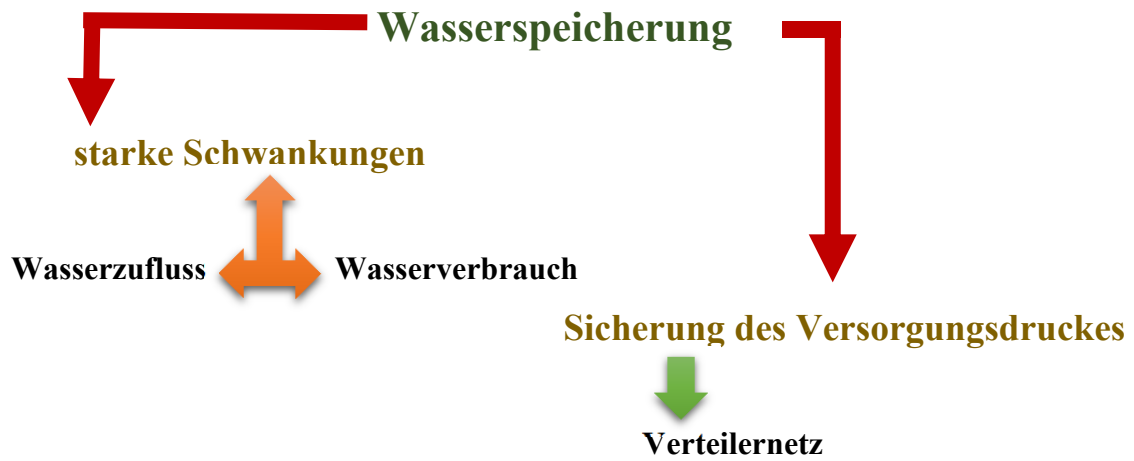 Wasserspeicherung
starke Schwankungen
Wasserzufluss Wasserverbrauch
Sicherung des Versorgungsdruckes
Verteilernetz